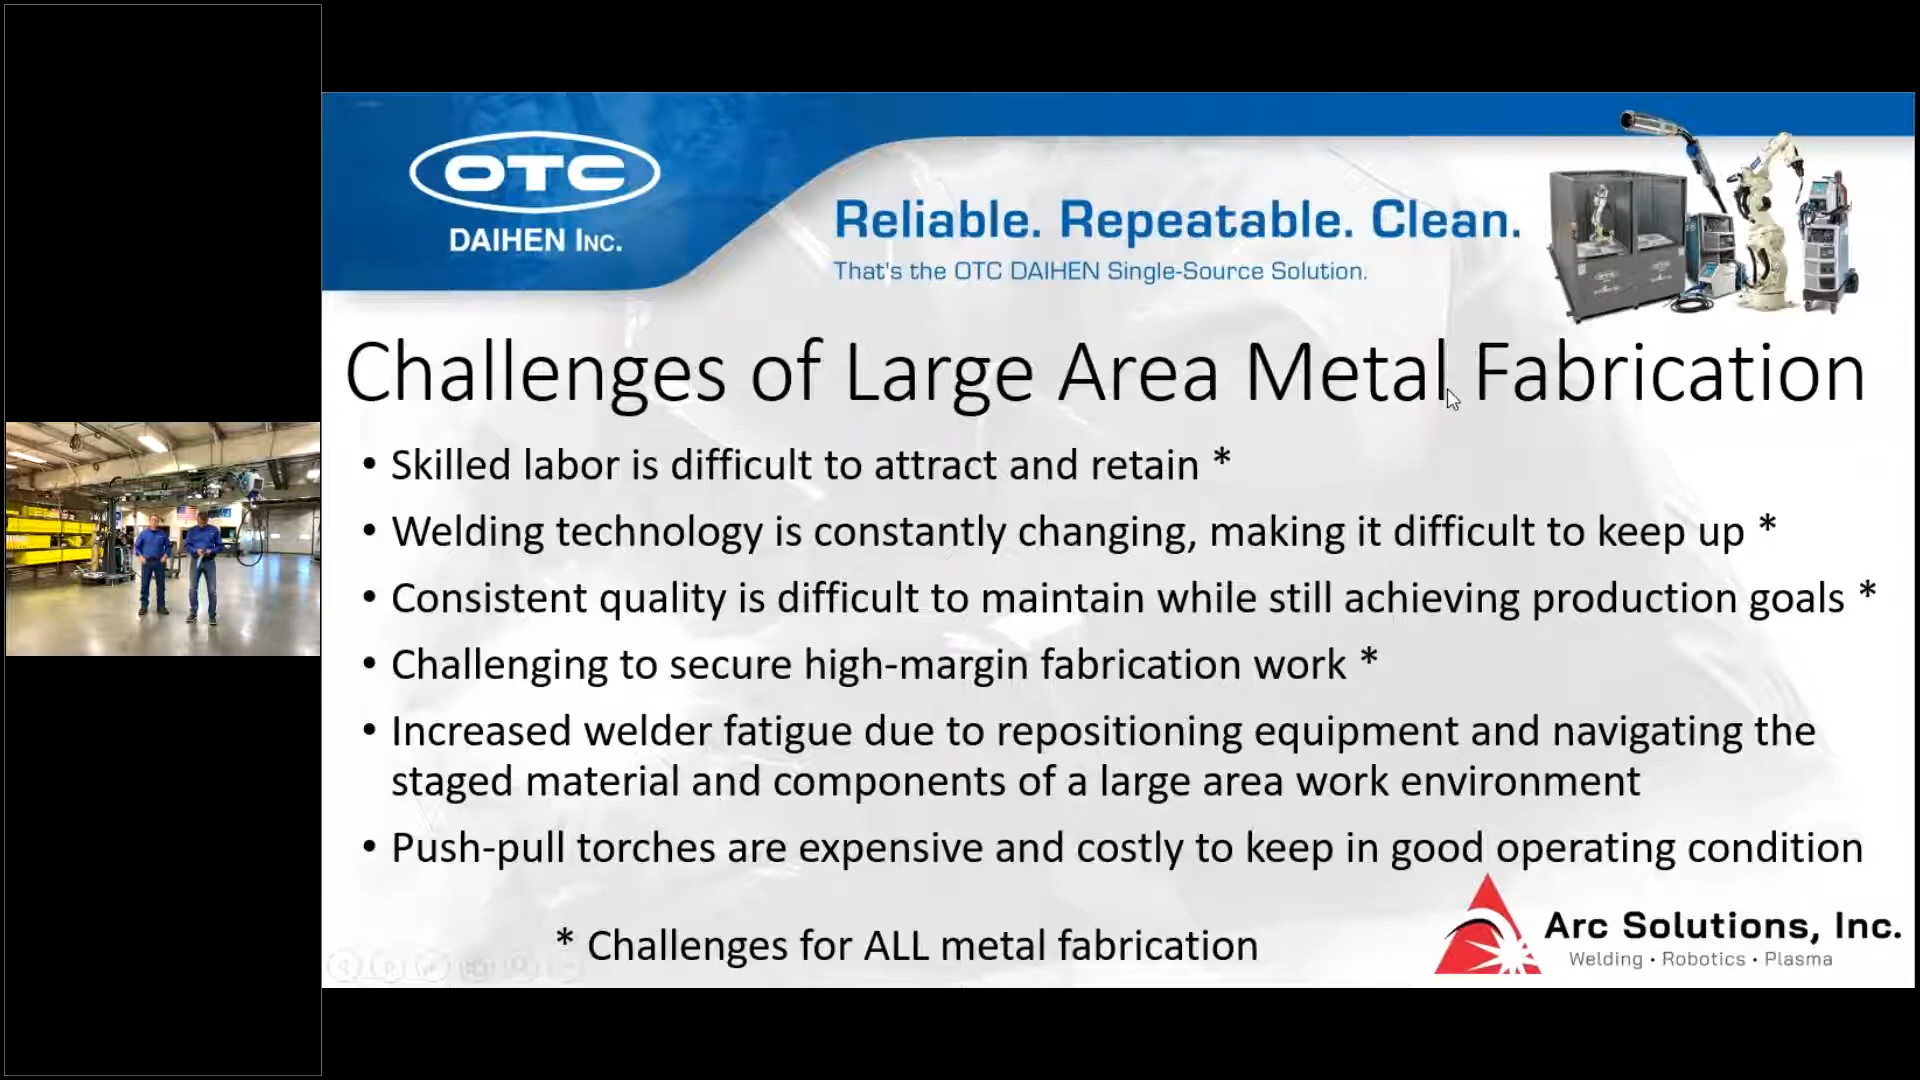 OTC
DAIHEN INC.
Reliable. Repeatable. Clean.
That's the OTC DAIHEN Single-Source Solution.
Challenges of Large Area Metal Fabrication
• Skilled labor is difficult to attract and retain *
• Welding technology is constantly changing, making it difficult to keep up *
• Consistent quality is difficult to maintain while still achieving production goals *
• Challenging to secure high-margin fabrication work *
• Increased welder fatigue due to repositioning equipment and navigating the
staged material and components of a large area work environment
• Push-pull torches are expensive and costly to keep in good operating condition
* Challenges for ALL metal fabrication
Arc Solutions, Inc.
Welding • Robotics • Plasma